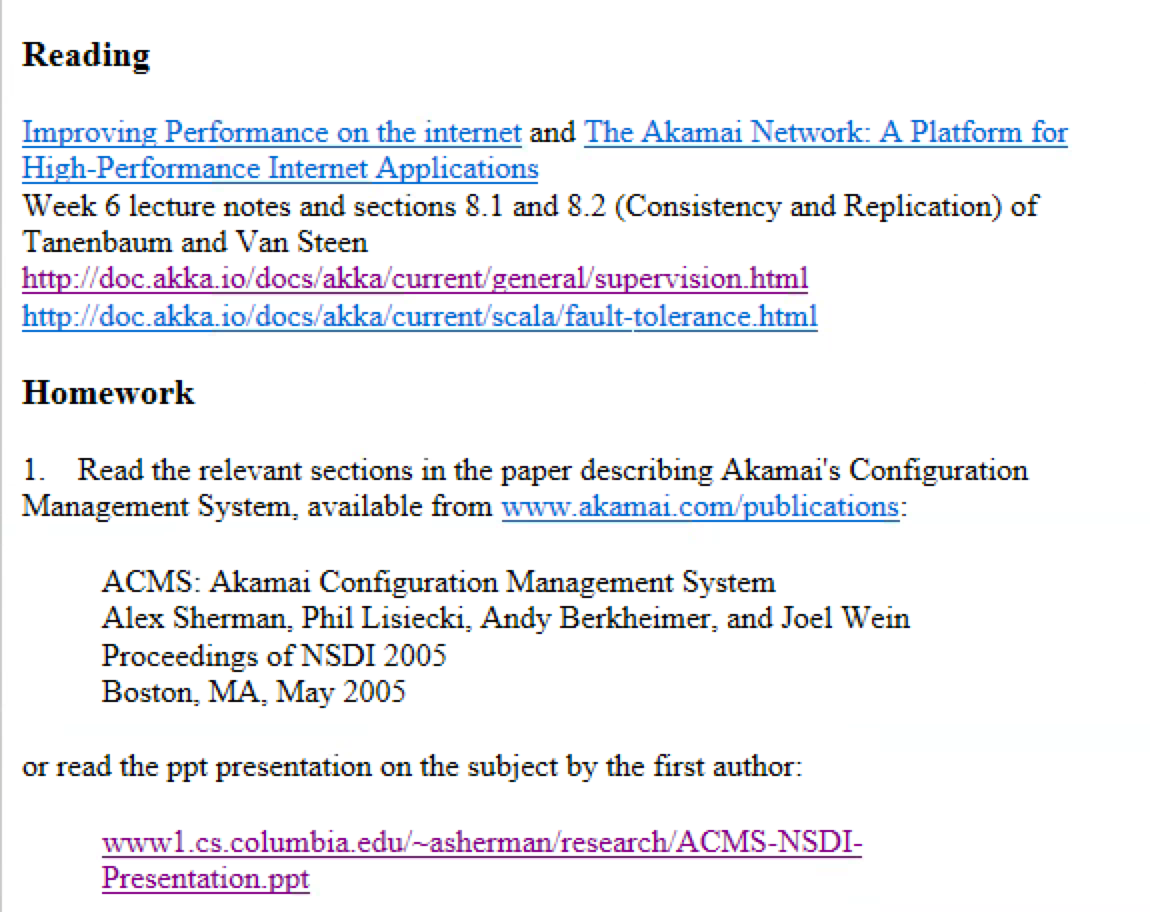 Reading
Improving Performance on the internet and The Akamai Network: A Platform for
High-Performance Internet Applications
Week 6 lecture notes and sections 8.1 and 8.2 (Consistency and Replication) of
Tanenbaum and Van Steen
http://doc.akka.io/docs/akka/current/general/supervision.html
http://doc.akka.io/docs/akka/current/scala/fault-tolerance.html
Homework
1. Read the relevant sections in the paper describing Akamai's Configuration
Management System, available from www.akamai.com/publications:
ACMS: Akamai Configuration Management System
Alex Sherman, Phil Lisiecki, Andy Berkheimer, and Joel Wein
Proceedings of NSDI 2005
Boston, MA, May 2005
or read the ppt presentation on the subject by the first author:
www1.cs.columbia.edu/~asherman/research/ACMS-NSDI-
Presentation.ppt